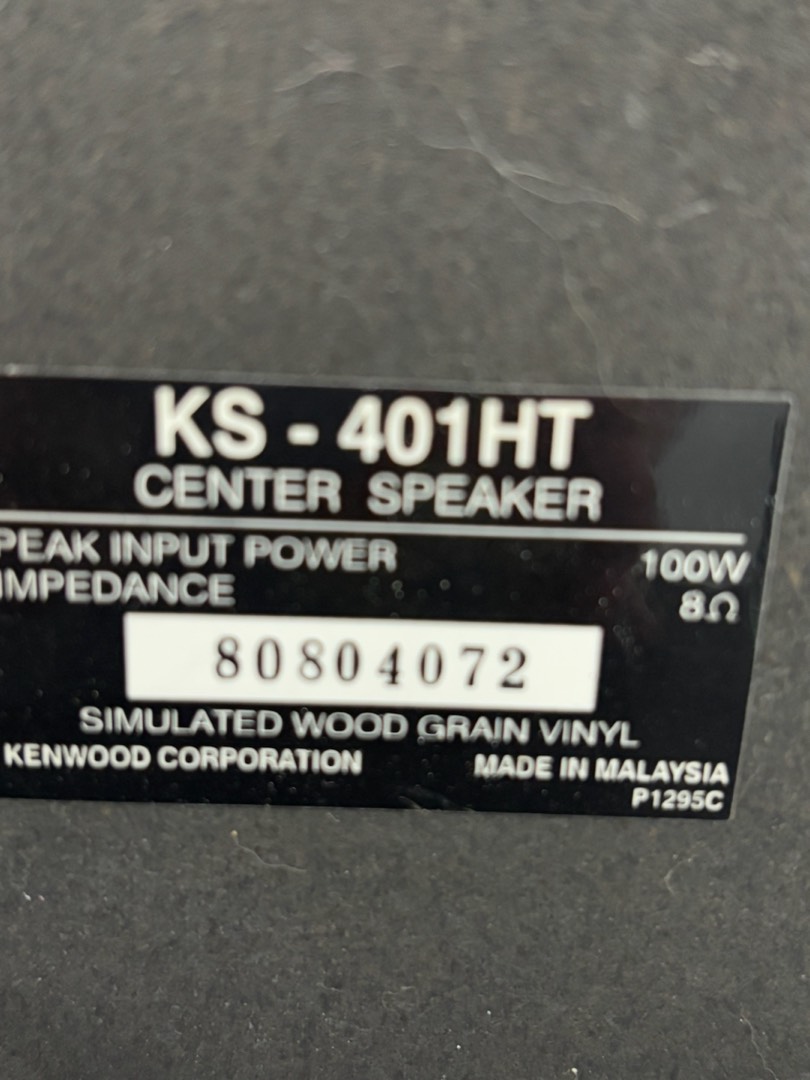 KS - 401HT
CENTER SPEAKER
PEAK INPUT POWER 100W
IMPEDANCE 8Ω
80804072
SIMULATED WOOD GRAIN VINYL
KENWOOD CORPORATION MADE IN MALAYSIA
P1295C